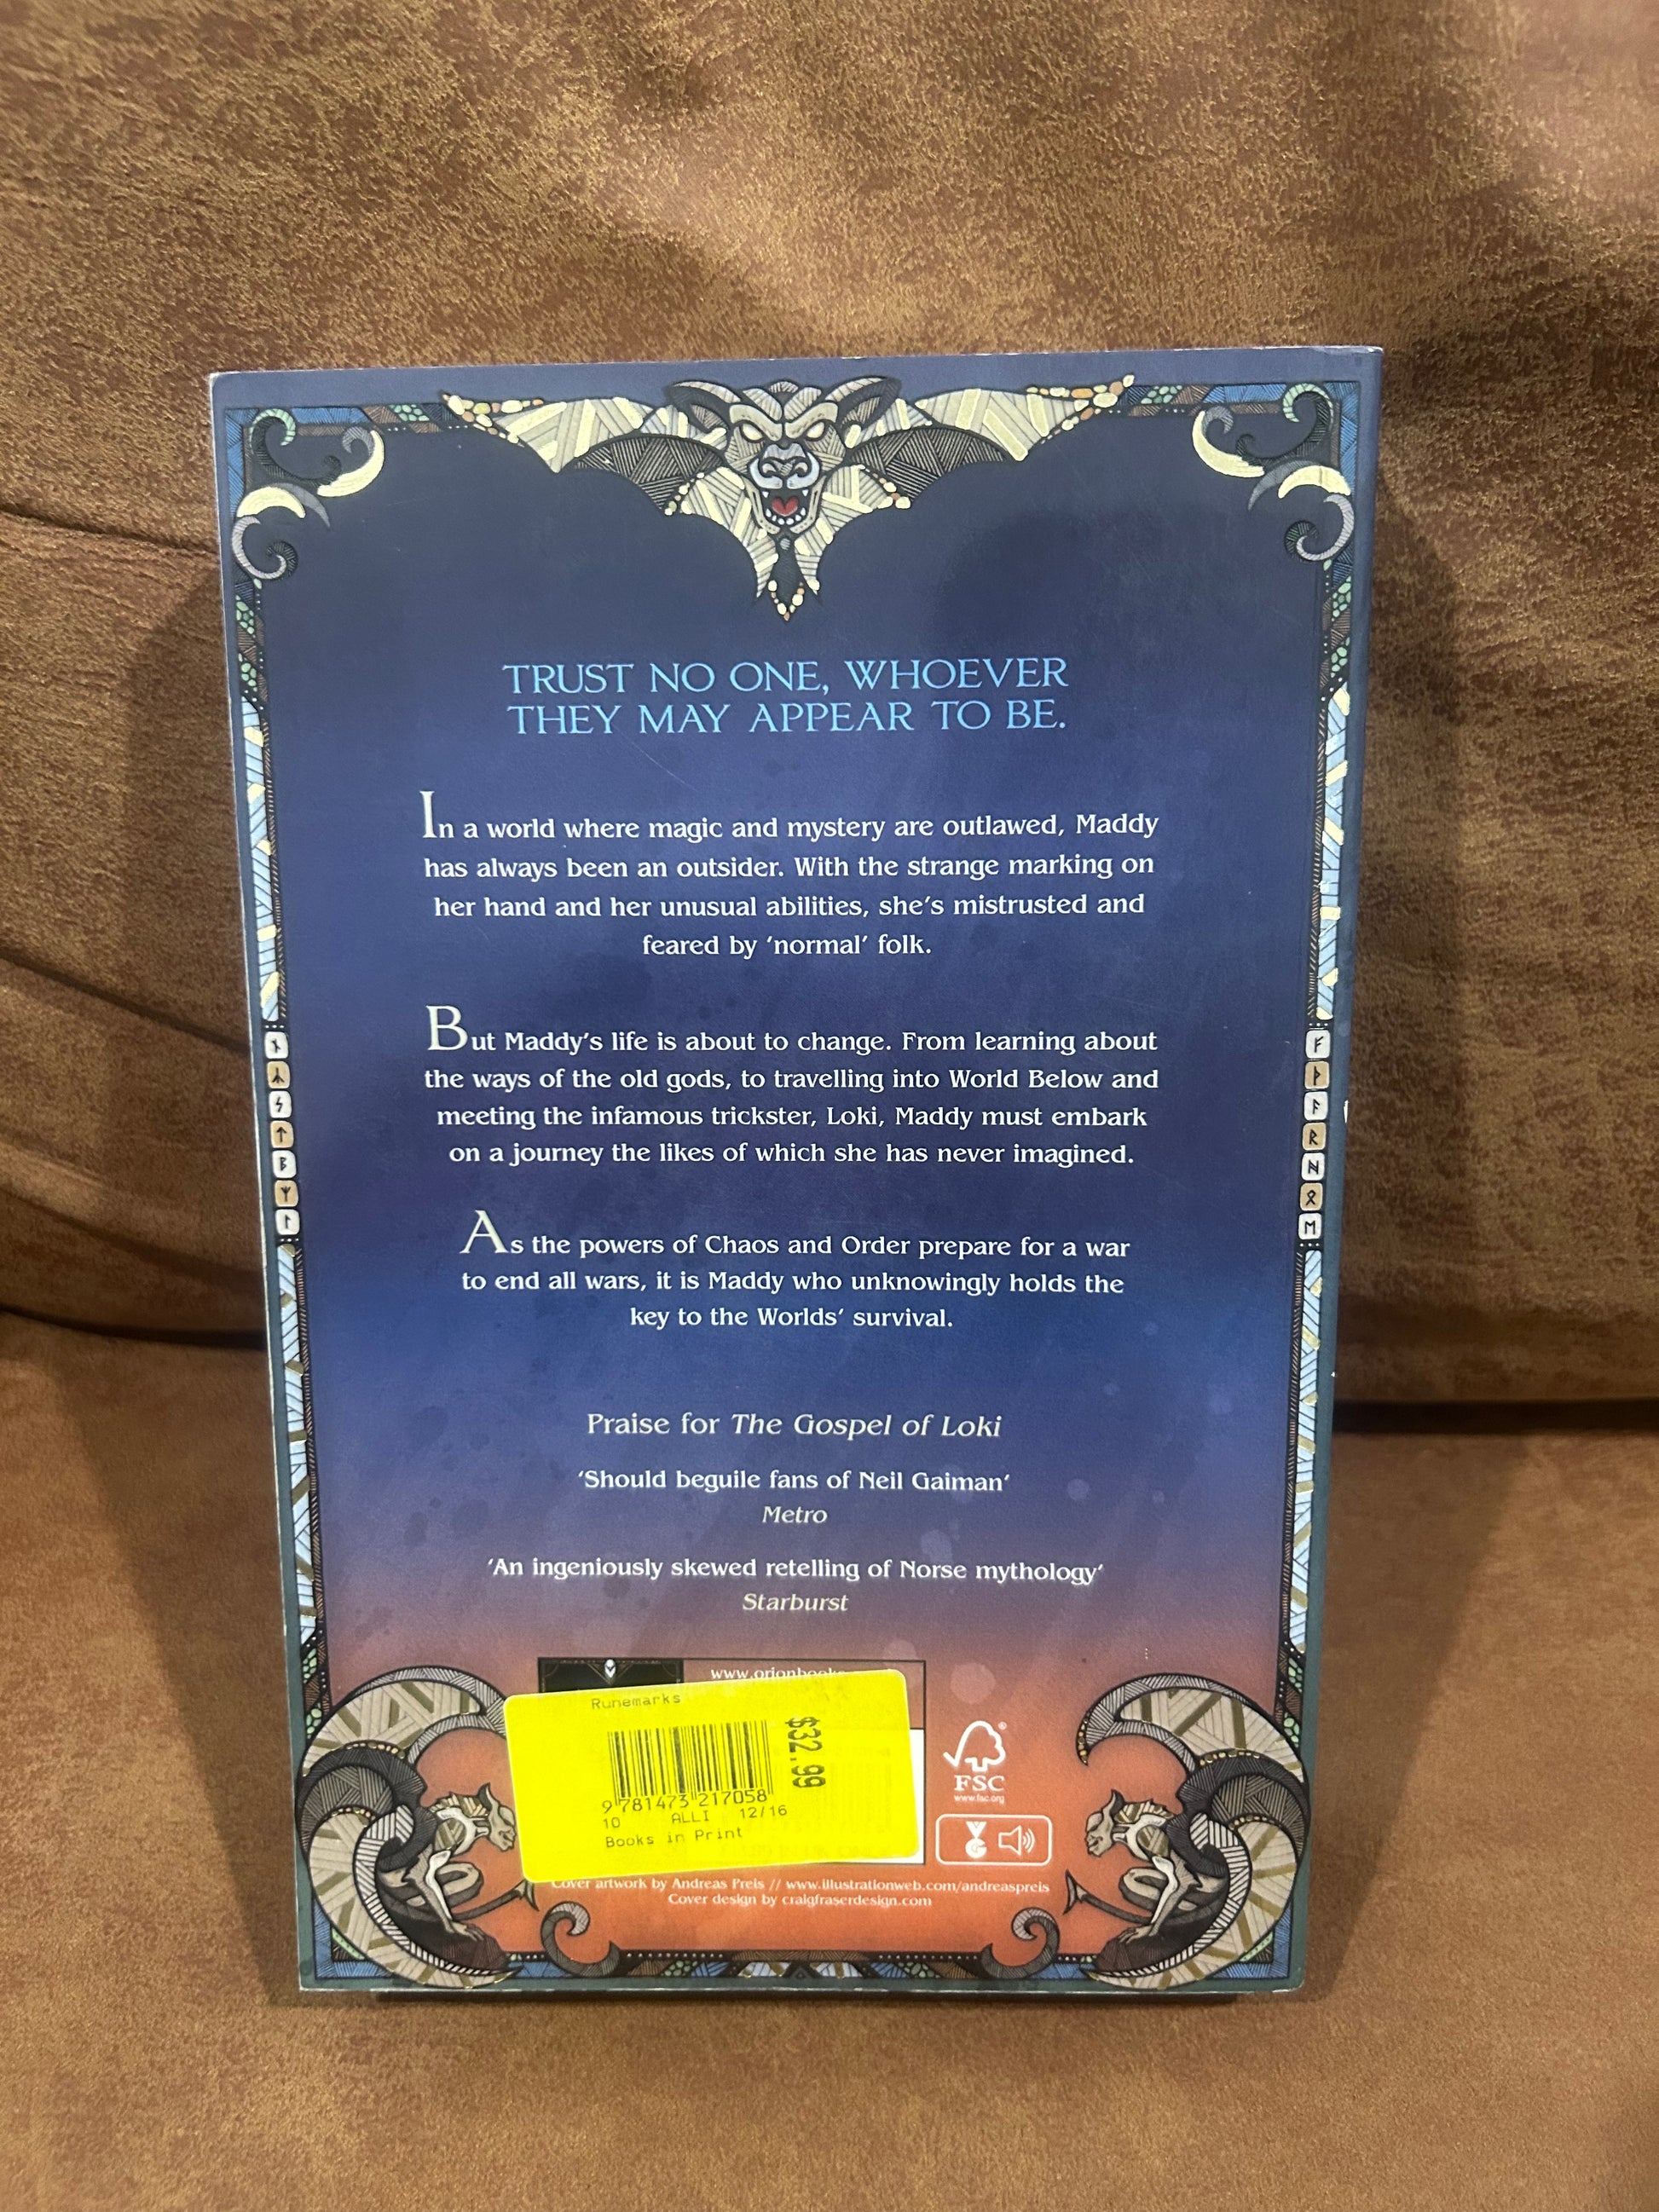 TRUST NO ONE, WHOEVER
THEY MAY APPEAR TO BE.
In a world where magic and mystery are outlawed, Maddy
has always been an outsider. With the strange marking on
her hand and her unusual abilities, she's mistrusted and
feared by 'normal' folk.
But Maddy's life is about to change. From learning about
the ways of the old gods, to travelling into World Below and
meeting the infamous trickster, Loki, Maddy must embark
on a journey the likes of which she has never imagined.
As the powers of Chaos and Order prepare for a war
to end all wars, it is Maddy who unknowingly holds the
key to the Worlds' survival.
Praise for The Gospel of Loki
'Should beguile fans of Neil Gaiman'
Metro
'An ingeniously skewed retelling of Norse mythology'
Starburst
Runemarks
$32.99
9 781473 217058
10 ALLI 12/16
Books in Print
FSC
www.fsc.org
Cover artwork by Andreas Preis // www.illustrationweb.com/andreaspreis
Cover design by craigfraserdesign.com